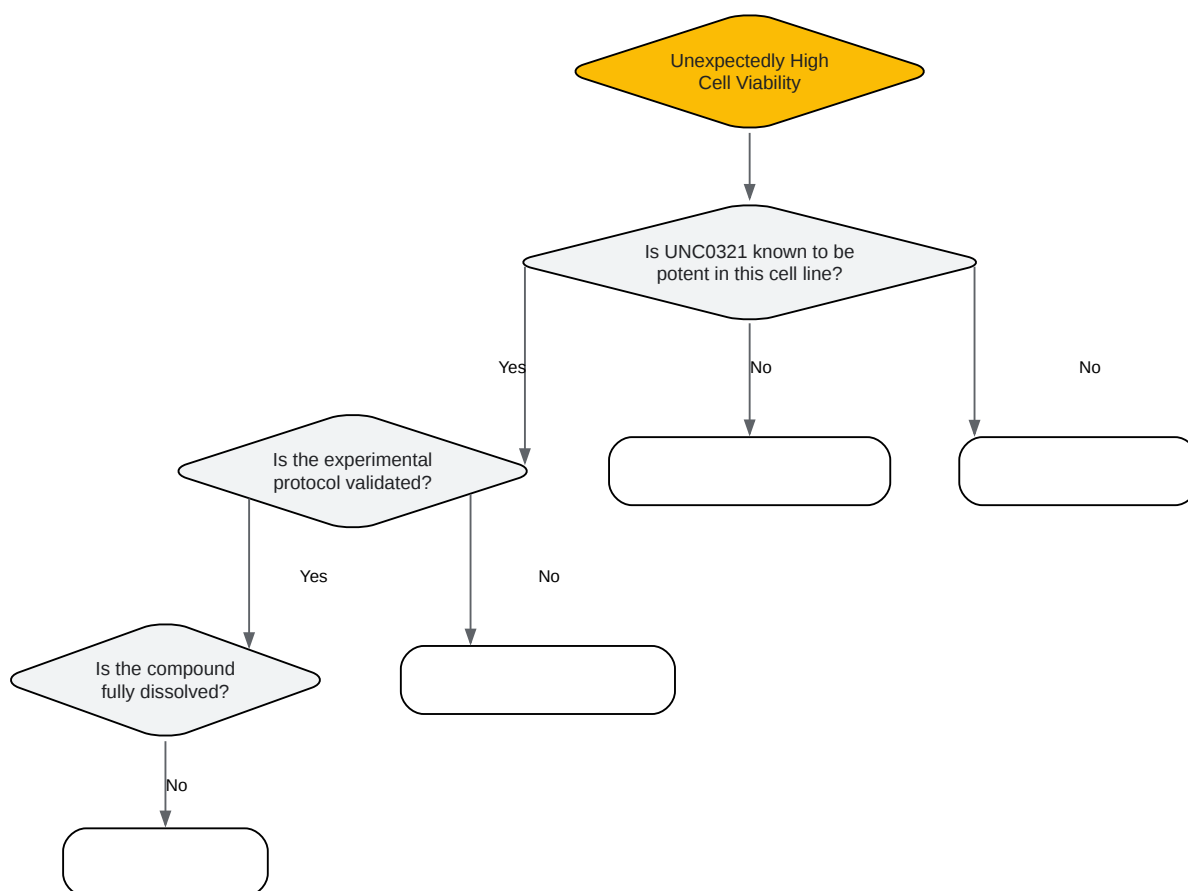 Unexpectedly High
Cell Viability
Is UNC0321 known to be
potent in this cell line?
Yes
No
No
Is the experimental
protocol validated?
Yes
No
Is the compound
fully dissolved?
No